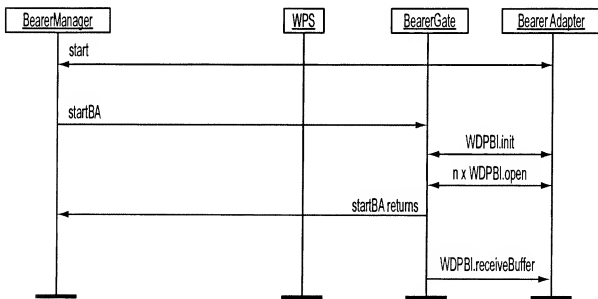 BearerManager
WPS
BearerGate
Bearer Adapter
start
startBA
WDPBI.init
n x WDPBI.open
startBA returns
WDPBI.receiveBuffer